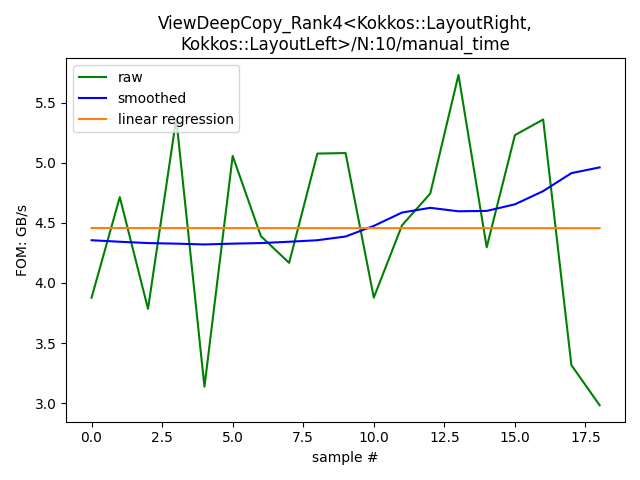 ViewDeepCopy_Rank4<Kokkos::LayoutRight,
Kokkos::LayoutLeft>/N:10/manual_time
raw
smoothed
linear regression
FOM: GB/s
5.5
5.0
4.5
4.0
3.5
3.0
0.0 2.5 5.0 7.5 10.0 12.5 15.0 17.5
sample #